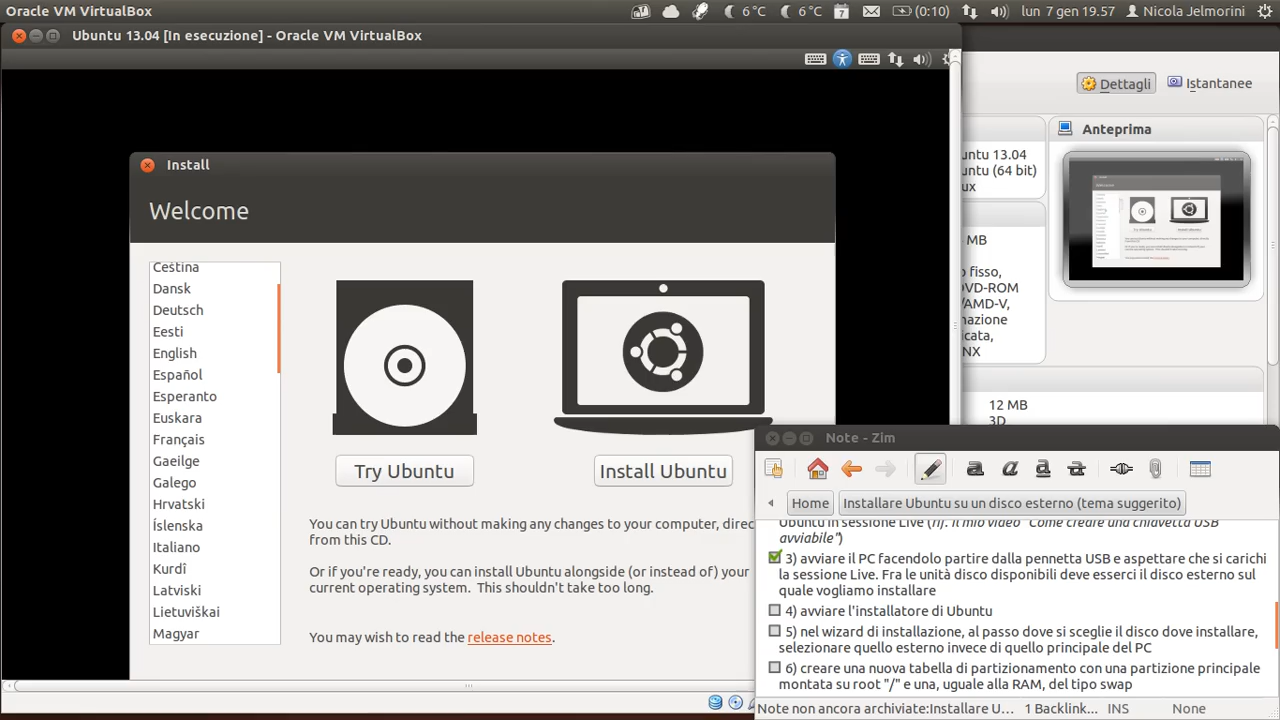 Oracle VM VirtualBox
6°C
6°C
7
(0:10)
lun 7 gen 19.57
Nicola Jelmorini
Ubuntu 13.04 [In esecuzione] - Oracle VM VirtualBox
Dettagli
Istantanee
Install
Anteprima
Welcome
untu 13.04
untu (64 bit)
ux
MB
o fisso,
DVD-ROM
/AMD-V,
nazione
icata,
NX
12 MB
3D
Čeština
Dansk
Deutsch
Eesti
English
Español
Esperanto
Euskara
Français
Gaeilge
Galego
Hrvatski
Íslenska
Italiano
Kurdî
Latviski
Lietuviškai
Magyar
Try Ubuntu
Install Ubuntu
You can try Ubuntu without making any changes to your computer, direc
from this CD.
Or if you're ready, you can install Ubuntu alongside (or instead of) your
current operating system. This shouldn't take too long.
You may wish to read the release notes.
Note - Zim
a a a a
Home
Installare Ubuntu su un disco esterno (tema suggerito)
Ubuntu in sessione Live (rif. il mio video "Come creare una chiavetta USB
avviabile")
3) avviare il PC facendolo partire dalla pennetta USB e aspettare che si carichi
la sessione Live. Fra le unità disco disponibili deve esserci il disco esterno sul
quale vogliamo installare
4) avviare l'installatore di Ubuntu
5) nel wizard di installazione, al passo dove si sceglie il disco dove installare,
selezionare quello esterno invece di quello principale del PC
6) creare una nuova tabella di partizionamento con una partizione principale
montata su root "/" e una, uguale alla RAM, del tipo swap
Note non ancora archiviate:Installare U...
1 Backlink...
INS
None